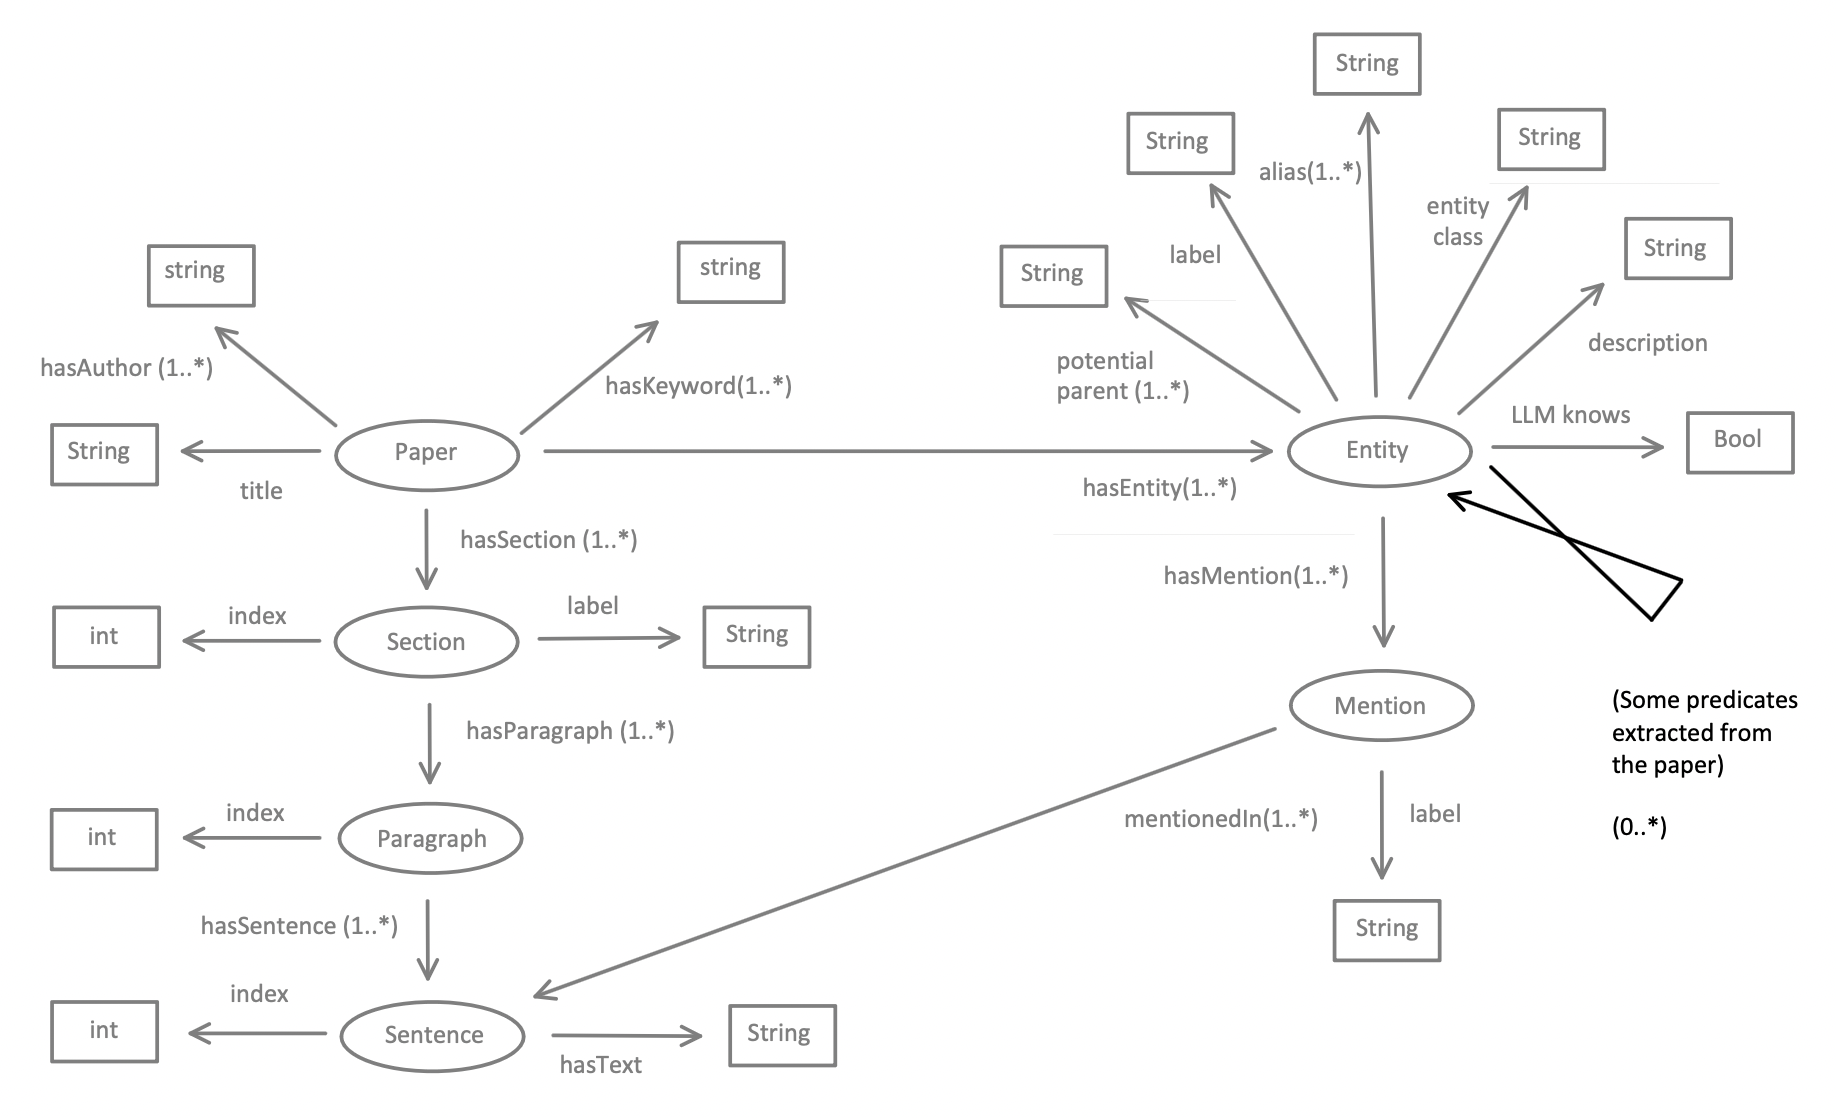 String
String
alias(1..*)
String
entity
class
label
String
String
description
potential
parent (1..*)
string
string
hasAuthor (1..*)
hasKeyword(1..*)
String
title
Paper
hasEntity(1..*)
Entity
LLM knows
Bool
hasSection (1..*)
int
index
Section
label
String
hasMention(1..*)
Mention
(Some predicates
extracted from
the paper)
(0..*)
hasParagraph (1..*)
int
index
Paragraph
mentionedIn(1..*)
label
String
hasSentence (1..*)
int
index
Sentence
hasText
String